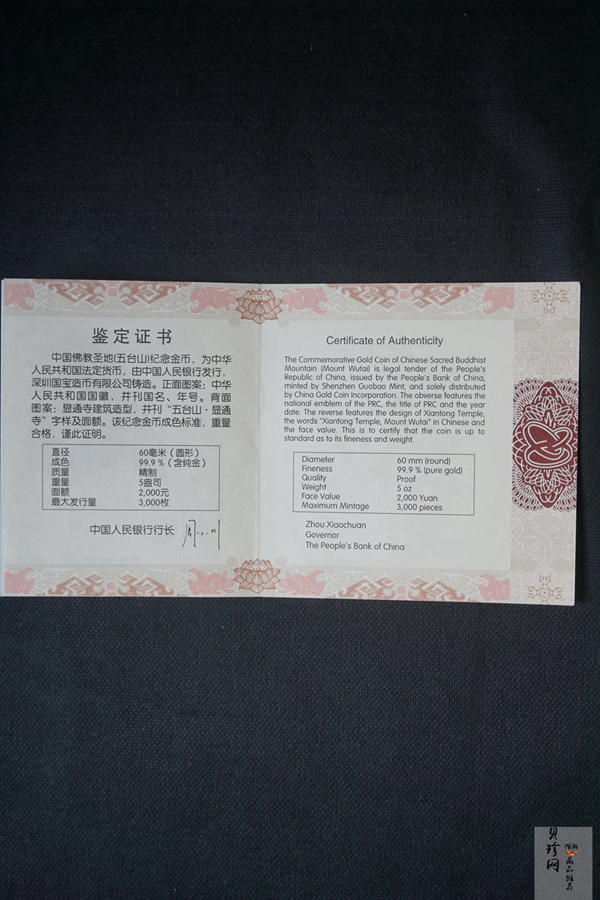 鉴定证书
中国佛教圣地(五台山)纪念金币，为中华
人民共和国法定货币，由中国人民银行发行，
深圳国宝造币有限公司铸造。正面图案：中华
人民共和国国徽，并刊国名、年号。背面
图案：显通寺建筑造型，并刊“五台山·显通
寺”字样及面额。该纪念金币成色标准，重量
合格，谨此证明。
直径 60毫米（圆形）
成色 99.9%（含纯金）
质量 精制
重量 5盎司
面额 2,000元
最大发行量 3,000枚
中国人民银行行长
Certificate of Authenticity
The Commemorative Gold Coin of Chinese Sacred Buddhist
Mountain (Mount Wutai) is legal tender of the People's
Republic of China, issued by the People's Bank of China,
minted by Shenzhen Guobao Mint, and solely distributed
by China Gold Coin Incorporation. The obverse features the
national emblem of the PRC, the title of PRC and the year
date. The reverse features the design of Xiantong Temple,
the words "Xiantong Temple, Mount Wutai" in Chinese and
the face value. This is to certify that the coin is up to
standard as to its fineness and weight.
Diameter 60 mm (round)
Fineness 99.9 % (pure gold)
Quality Proof
Weight 5 oz
Face Value 2,000 Yuan
Maximum Mintage 3,000 pieces
Zhou Xiaochuan
Governor
The People's Bank of China
贝珍网